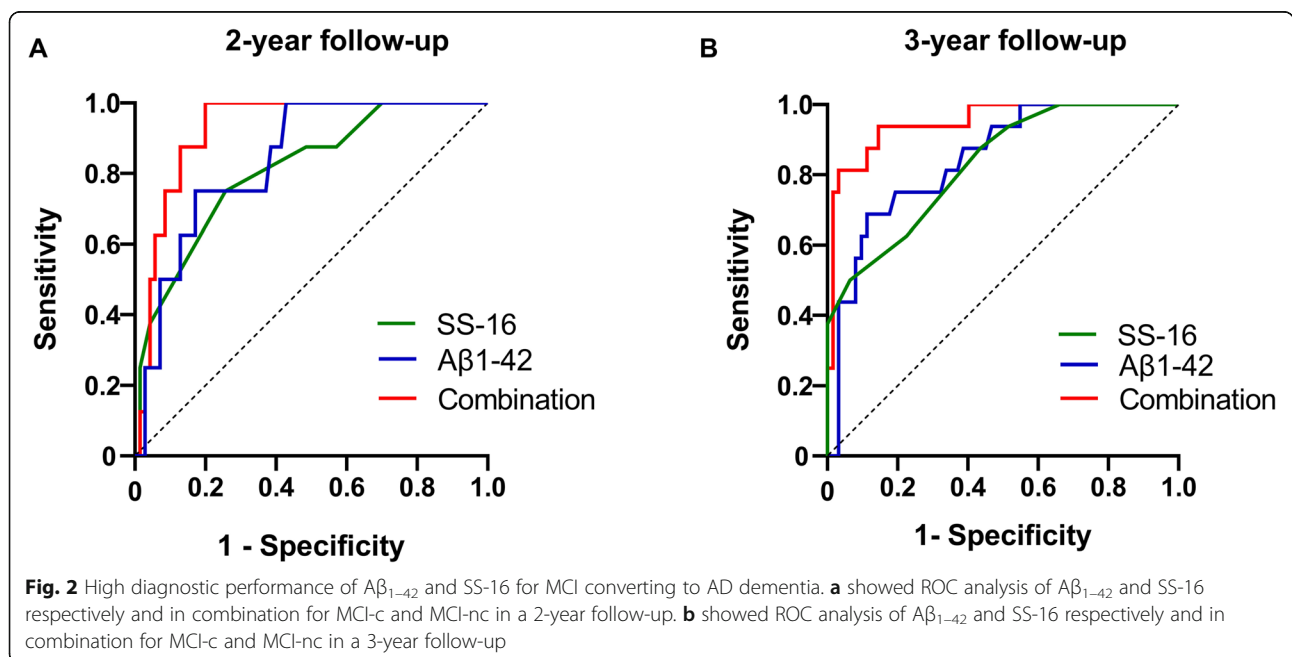 A
2-year follow-up
Sensitivity
1.0
0.8
0.6
0.4
0.2
0
SS-16
Aβ1-42
Combination
0 0.2 0.4 0.6 0.8 1.0
1 - Specificity
B
3-year follow-up
Sensitivity
1.0
0.8
0.6
0.4
0.2
0
SS-16
Aβ1-42
Combination
0 0.2 0.4 0.6 0.8 1.0
1- Specificity
Fig. 2 High diagnostic performance of Aβ1–42 and SS-16 for MCI converting to AD dementia. a showed ROC analysis of Aβ1–42 and SS-16
respectively and in combination for MCI-c and MCI-nc in a 2-year follow-up. b showed ROC analysis of Aβ1–42 and SS-16 respectively and in
combination for MCI-c and MCI-nc in a 3-year follow-up